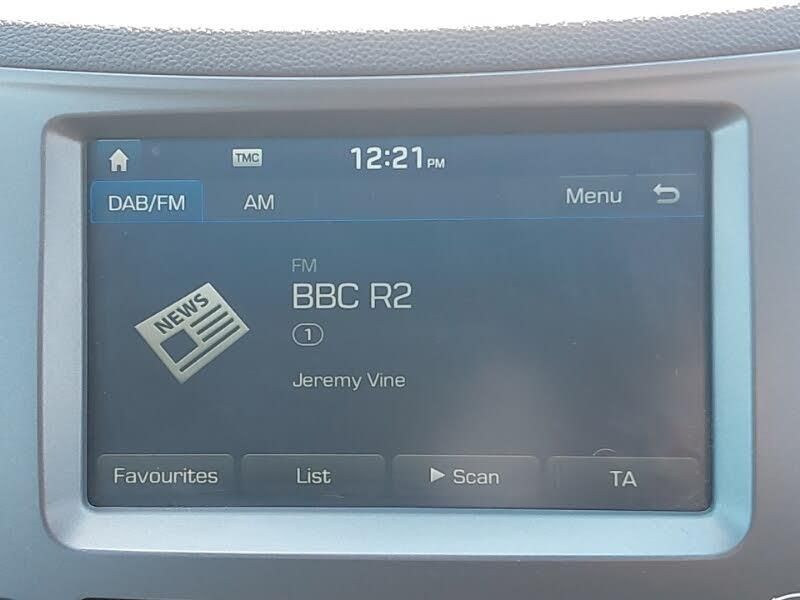 TMC 12:21 PM
DAB/FM AM Menu
FM
NEWS
BBC R2
1
Jeremy Vine
Favourites List Scan TA